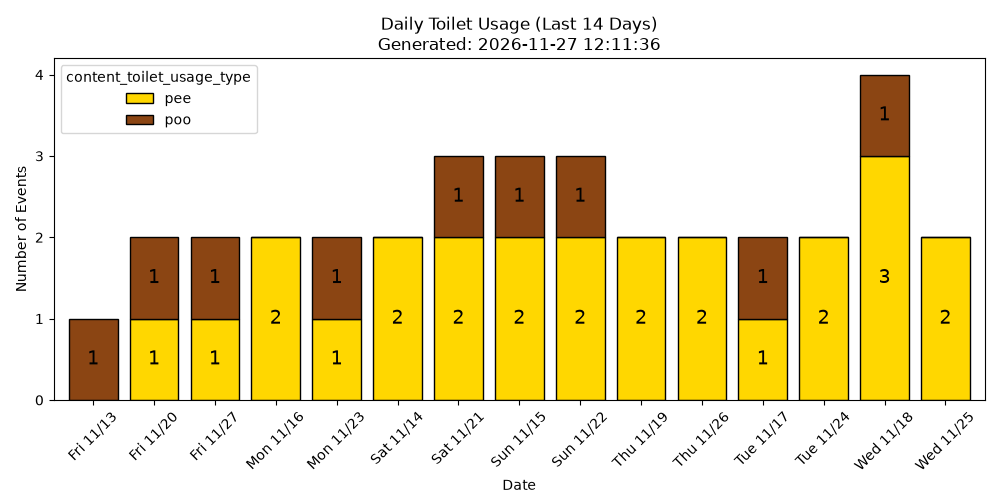 Daily Toilet Usage (Last 14 Days)
Generated: 2026-11-27 12:11:36
content_toilet_usage_type
pee
poo
Number of Events
4
3
2
1
0
1
1 1
1 1
2
1 1
2
2 1
2 1
2 1
2
2
1 1
2
3 1
2
Fri 11/13
Fri 11/20
Fri 11/27
Mon 11/16
Mon 11/23
Sat 11/14
Sat 11/21
Sun 11/15
Sun 11/22
Thu 11/19
Thu 11/26
Tue 11/17
Tue 11/24
Wed 11/18
Wed 11/25
Date